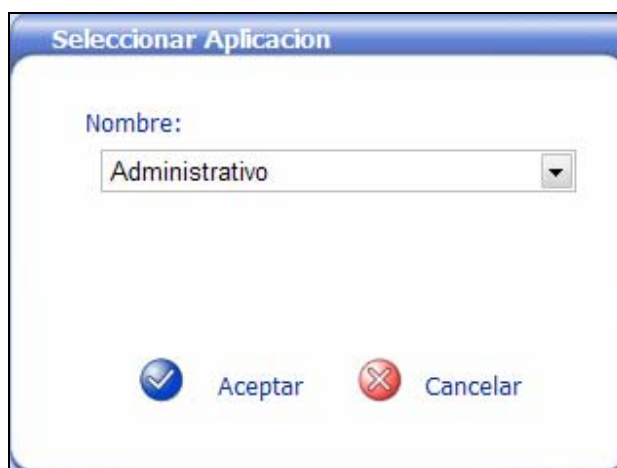 Seleccionar Aplicacion
Nombre:
Administrativo
Aceptar Cancelar